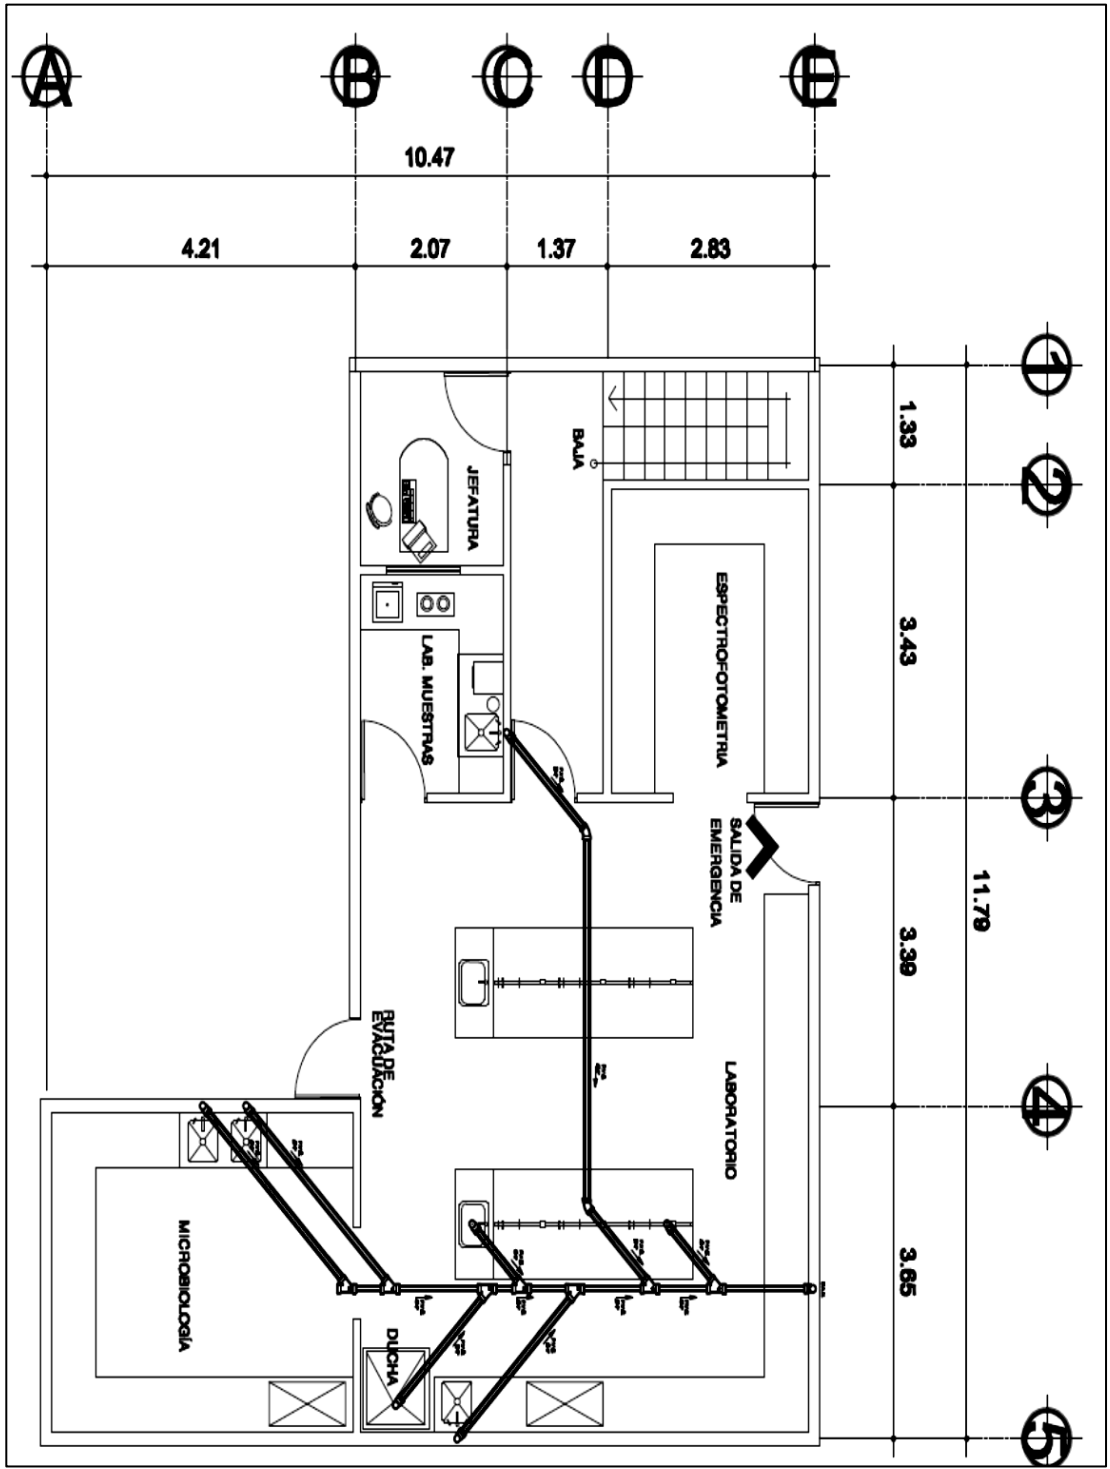 A B C D E
10.47
4.21 2.07 1.37 2.83
1
1.33
2
3.43
3
3.39
11.79
4
3.65
5
BAJA
JEFATURA
ESPECTROFOTOMETRIA
LAB. MUESTRAS
SALIDA DE
EMERGENCIA
LABORATORIO
RUTA DE
EVACUACIÓN
MICROBIOLOGÍA
DUCHA